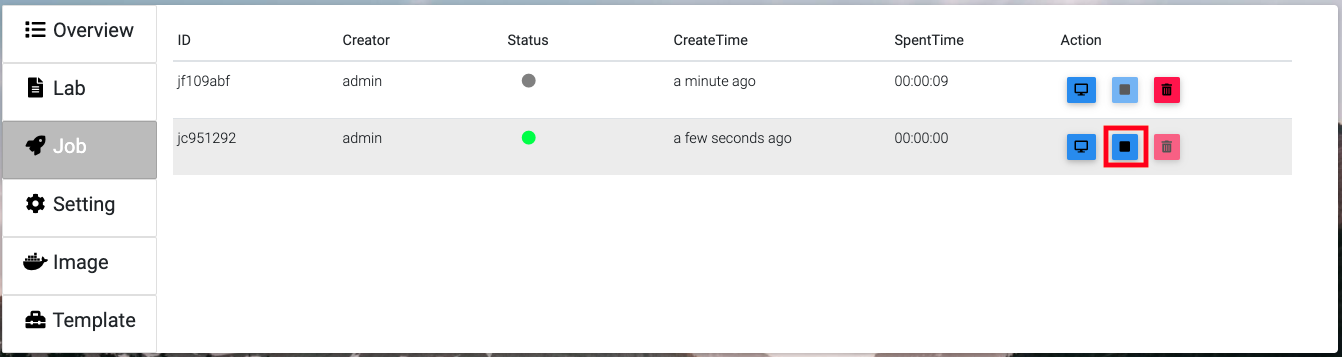 Overview
Lab
Job
Setting
Image
Template
ID Creator Status CreateTime SpentTime Action
jf109abf admin a minute ago 00:00:09
jc951292 admin a few seconds ago 00:00:00